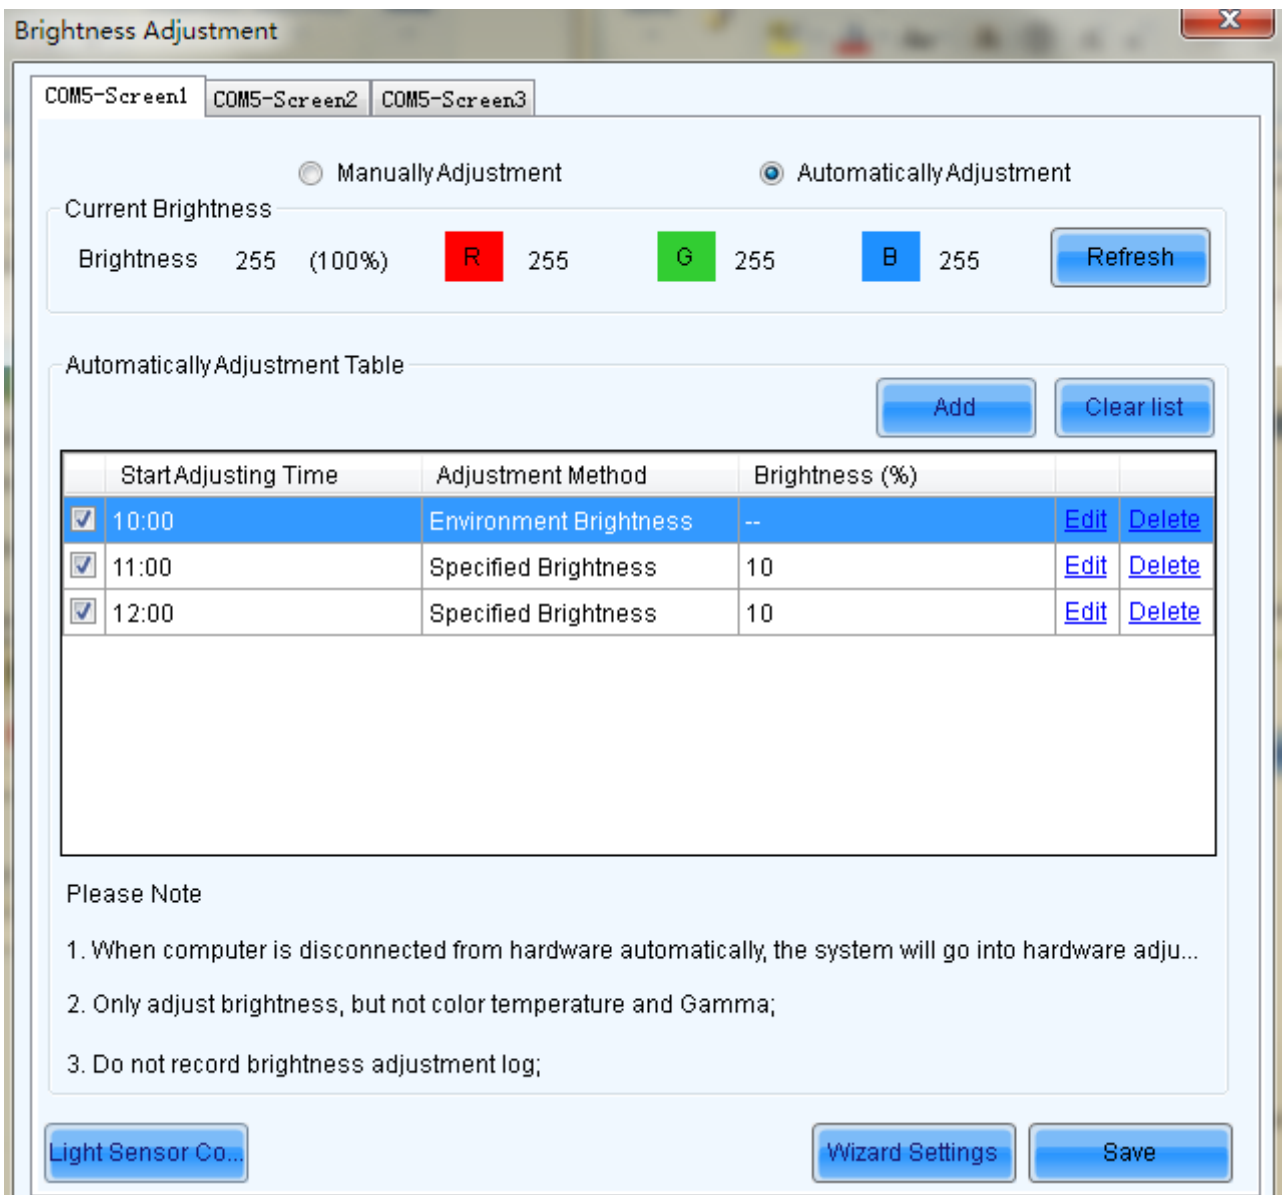 Brightness Adjustment
x
COM5-Screen1 COM5-Screen2 COM5-Screen3
Manually Adjustment Automatically Adjustment
Current Brightness
Brightness 255 (100%) R 255 G 255 B 255 Refresh
Automatically Adjustment Table
Add Clear list
Start Adjusting Time Adjustment Method Brightness (%)
10:00 Environment Brightness -- Edit Delete
11:00 Specified Brightness 10 Edit Delete
12:00 Specified Brightness 10 Edit Delete
Please Note
1. When computer is disconnected from hardware automatically, the system will go into hardware adju...
2. Only adjust brightness, but not color temperature and Gamma;
3. Do not record brightness adjustment log;
Light Sensor Co... Wizard Settings Save